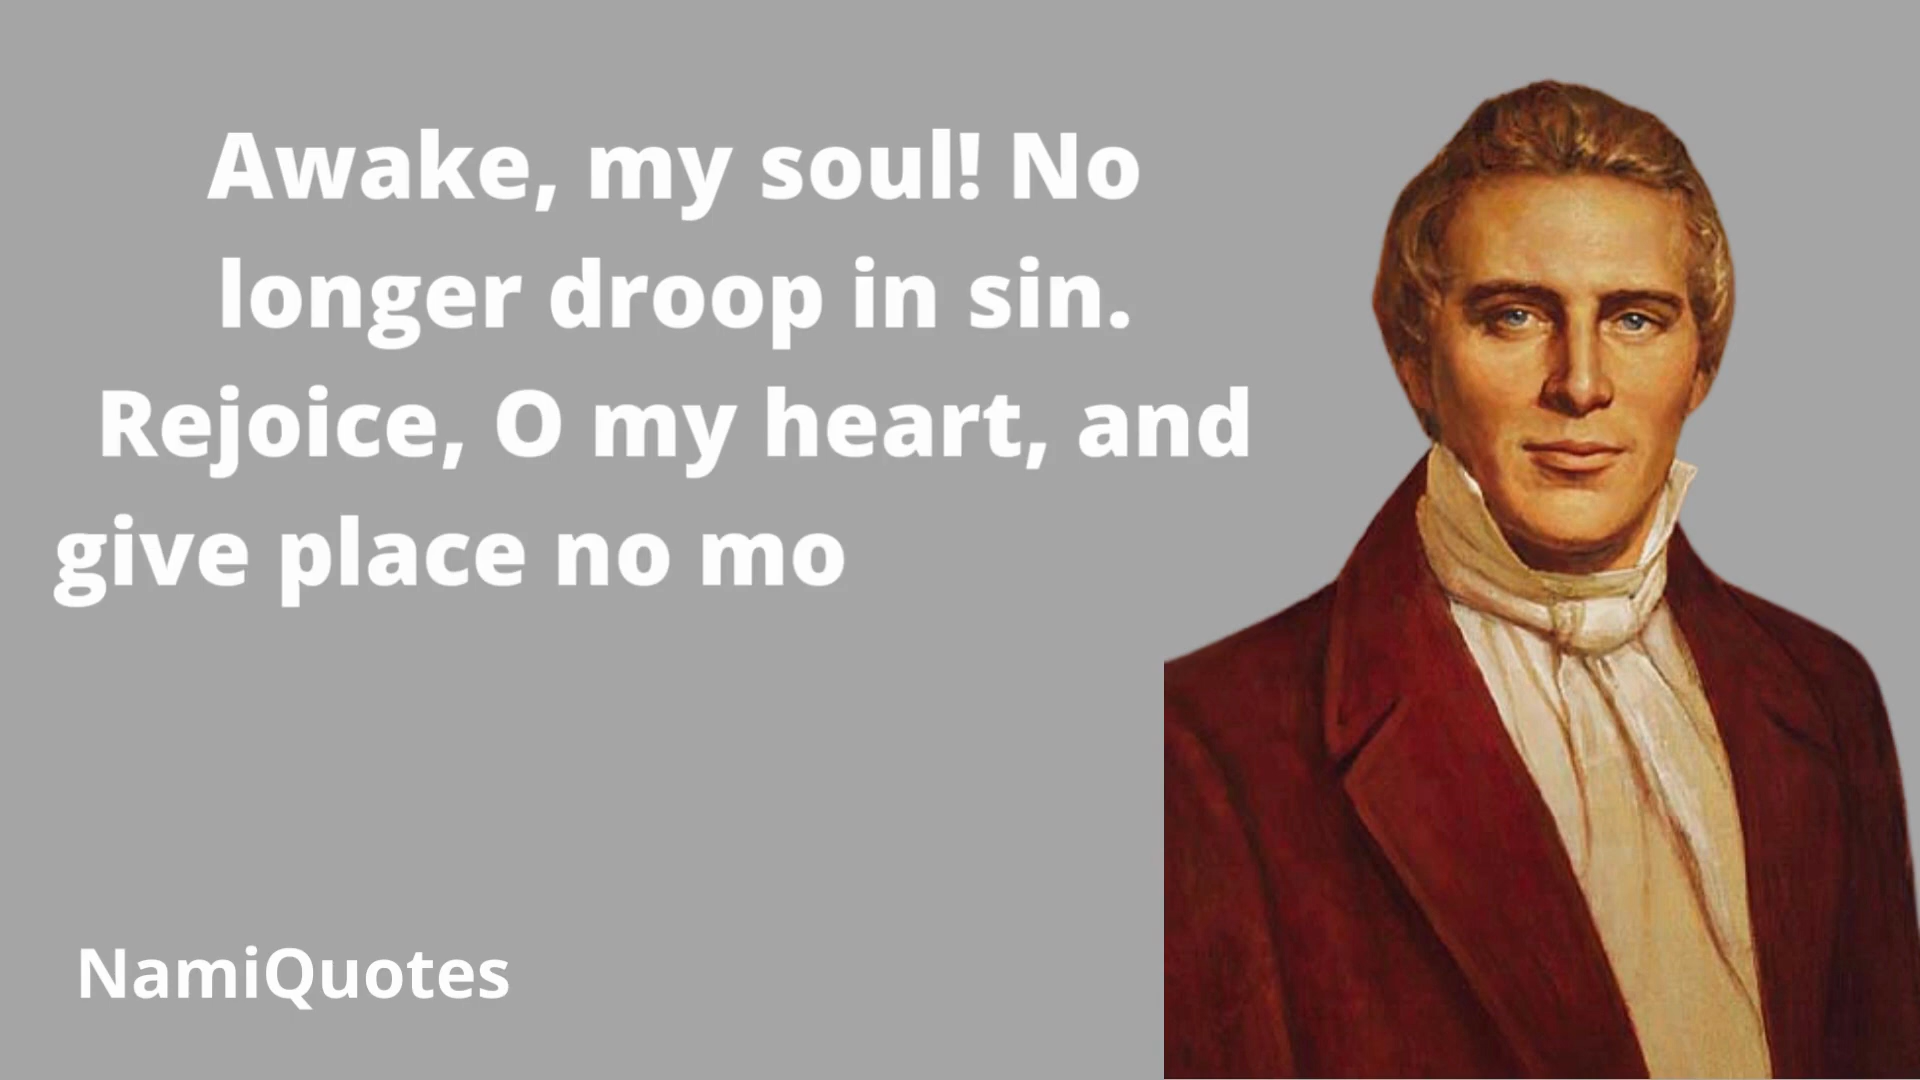 Awake, my soul! No
longer droop in sin.
Rejoice, O my heart, and
give place no mo
NamiQuotes